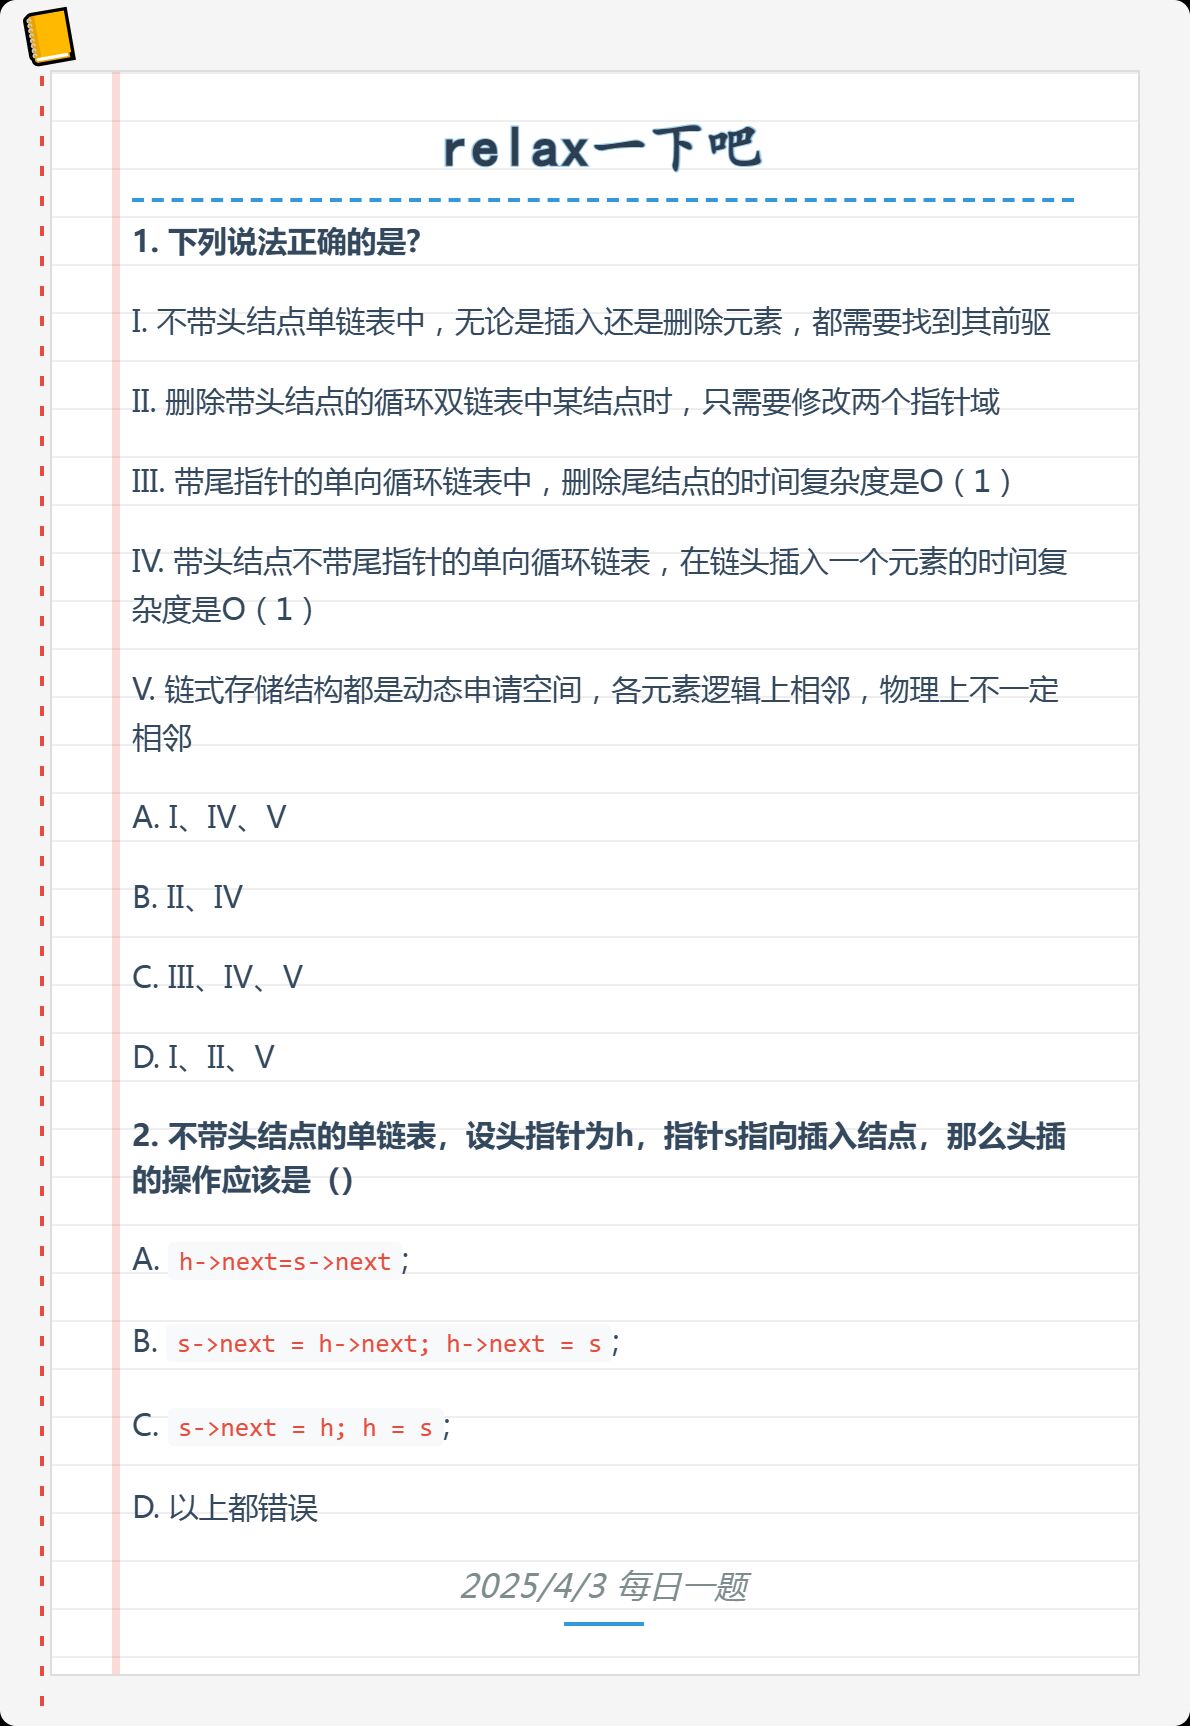 relax一下吧
1. 下列说法正确的是?
I. 不带头结点单链表中，无论是插入还是删除元素，都需要找到其前驱
II. 删除带头结点的循环双链表中某结点时，只需要修改两个指针域
III. 带尾指针的单向循环链表中，删除尾结点的时间复杂度是O（1）
IV. 带头结点不带尾指针的单向循环链表，在链头插入一个元素的时间复
杂度是O（1）
V. 链式存储结构都是动态申请空间，各元素逻辑上相邻，物理上不一定
相邻
A. I、IV、V
B. II、IV
C. III、IV、V
D. I、II、V
2. 不带头结点的单链表，设头指针为h，指针s指向插入结点，那么头插
的操作应该是（）
A. h->next=s->next;
B. s->next = h->next; h->next = s;
C. s->next = h; h = s;
D. 以上都错误
2025/4/3 每日一题